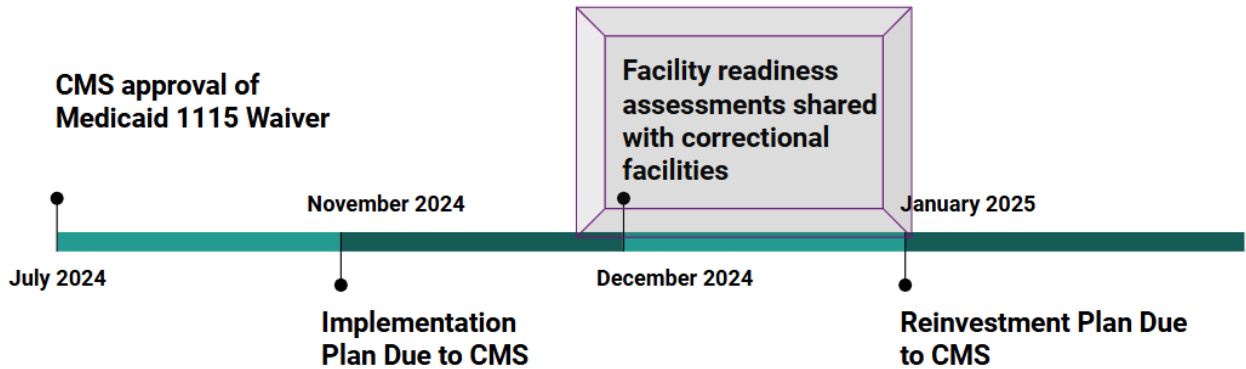 CMS approval of
Medicaid 1115 Waiver
July 2024
November 2024
Implementation
Plan Due to CMS
Facility readiness
assessments shared
with correctional
facilities
December 2024
January 2025
Reinvestment Plan Due
to CMS